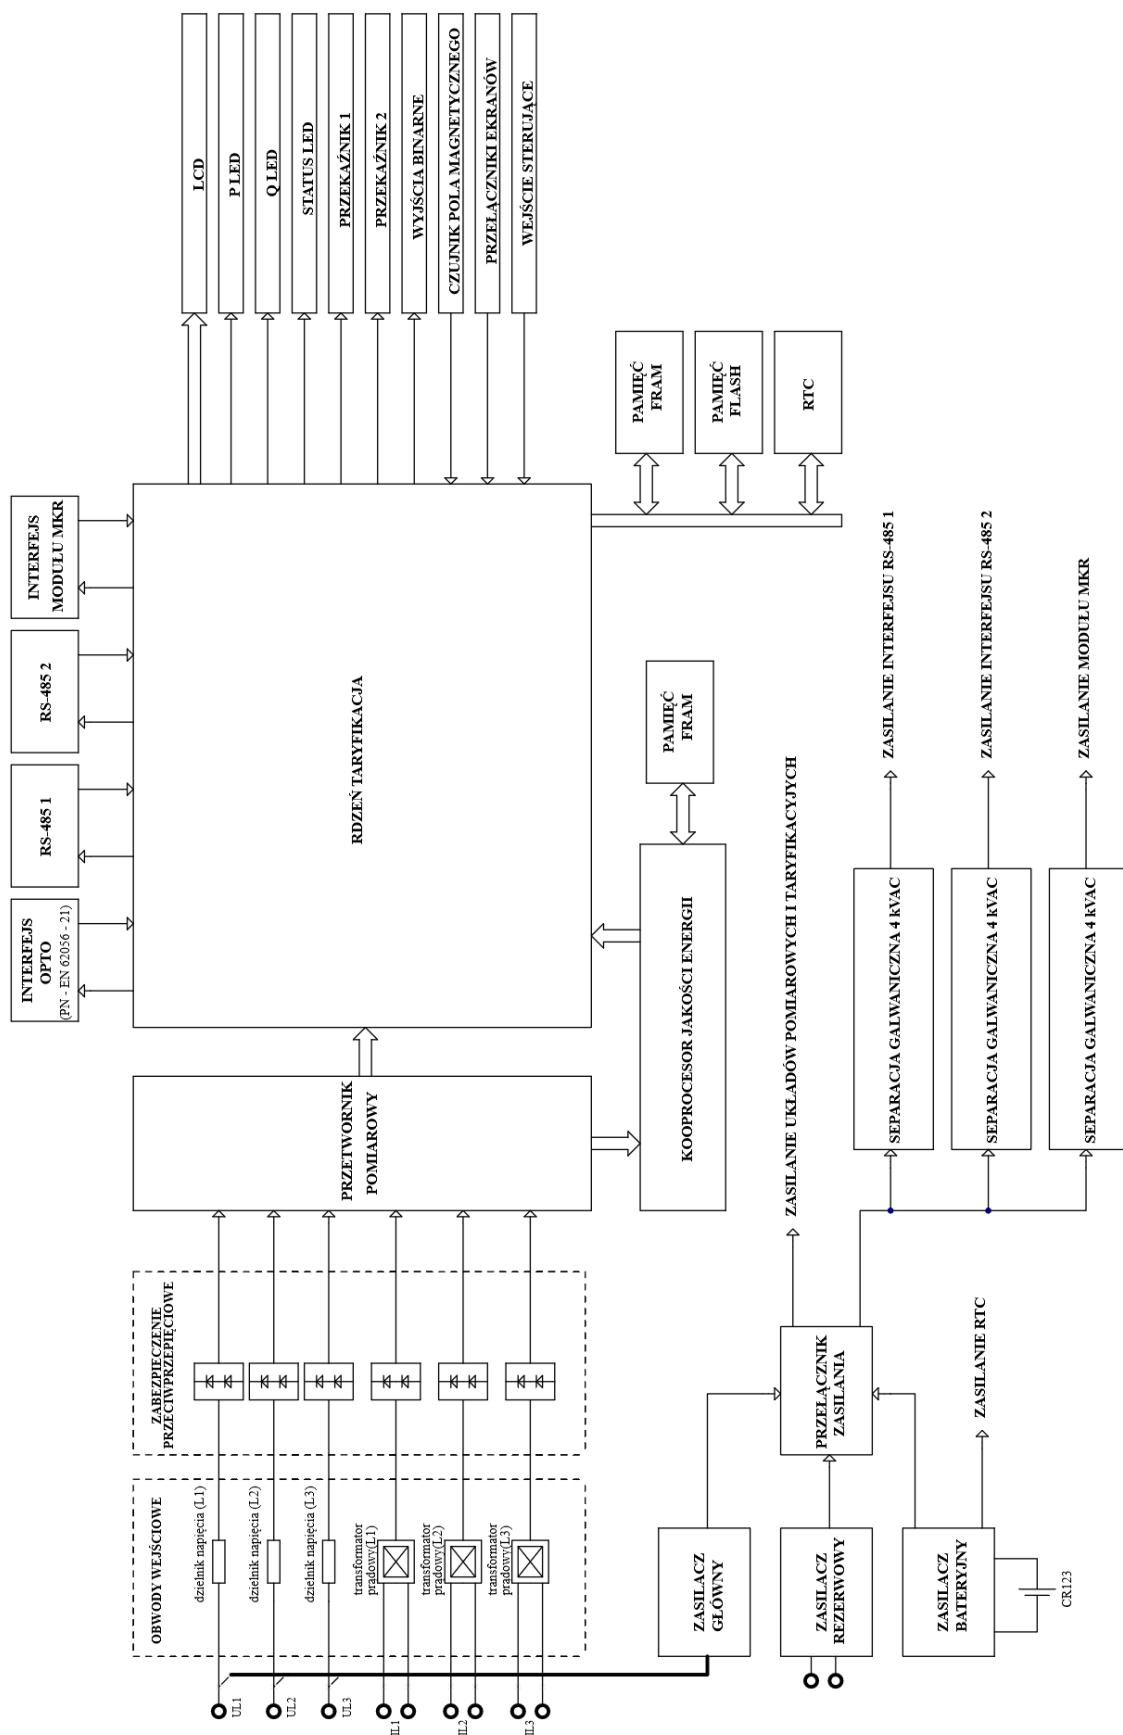 INTERFEJS
OPTO
(PN - EN 62056 - 21)
RS-485 1
RS-485 2
INTERFEJS
MODUŁU MKR
OBWODY WEJŚCIOWE
ZABEZPIECZENIE
PRZECIWPRZEPIĘCIOWE
PRZETWORNIK
POMIAROWY
RDZEŃ TARYFIKACJA
LCD
P LED
Q LED
STATUS LED
PRZEKAŹNIK 1
PRZEKAŹNIK 2
WYJŚCIA BINARNE
CZUJNIK POLA MAGNETYCZNEGO
PRZEŁĄCZNIKI EKRANÓW
WEJŚCIE STERUJĄCE
UL1
dzielnik napięcia (L1)
UL2
dzielnik napięcia (L2)
UL3
dzielnik napięcia (L3)
IL1
transformator
prądowy(L1)
IL2
transformator
prądowy(L2)
IL3
transformator
prądowy(L3)
KOOPROCESOR JAKOŚCI ENERGII
PAMIĘĆ
FRAM
PAMIĘĆ
FRAM
PAMIĘĆ
FLASH
RTC
ZASILACZ
GŁÓWNY
ZASILACZ
REZERWOWY
ZASILACZ
BATERYJNY
CR123
PRZEŁĄCZNIK
ZASILANIA
ZASILANIE UKŁADÓW POMIAROWYCH I TARYFIKACYJYCH
ZASILANIE RTC
SEPARACJA GALWANICZNA 4 KVAC
ZASILANIE INTERFEJSU RS-485 1
SEPARACJA GALWANICZNA 4 KVAC
ZASILANIE INTERFEJSU RS-485 2
SEPARACJA GALWANICZNA 4 KVAC
ZASILANIE MODUŁU MKR